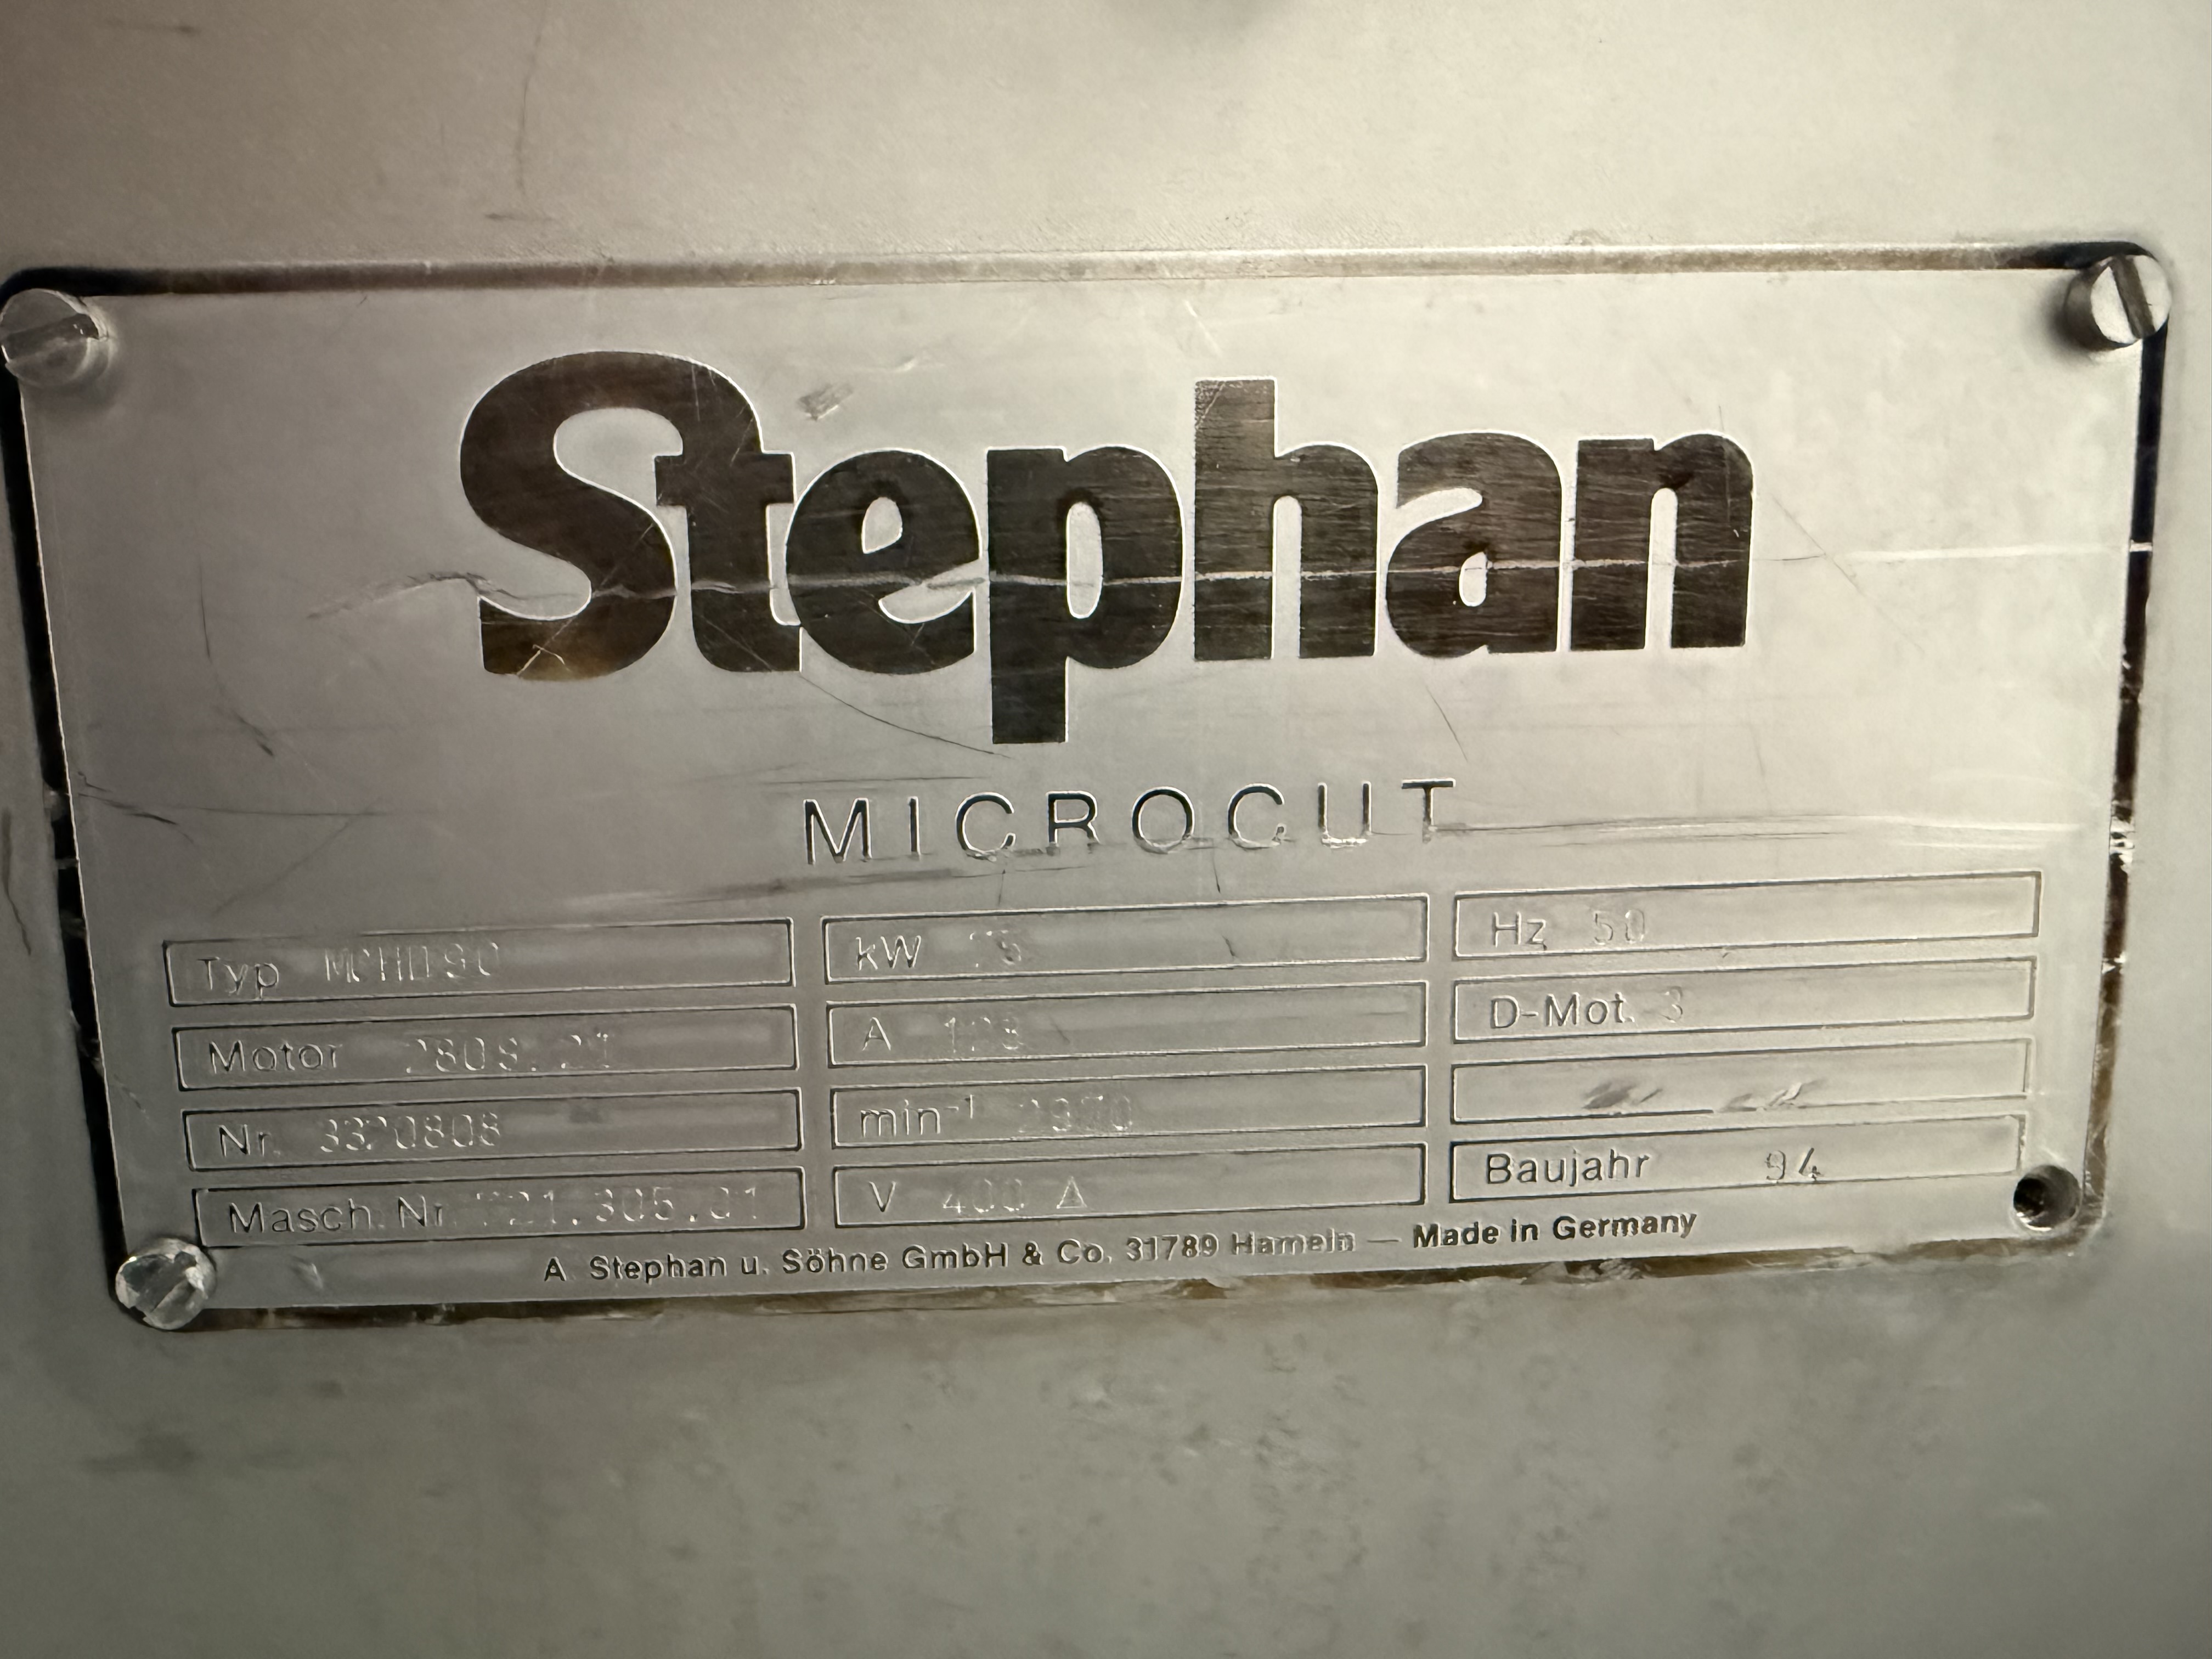 Stephan
MICROCUT
Typ MCHD90
kW
Hz 50
Motor
A
D-Mot. 3
Nr.
min⁻¹
Masch. Nr.
V 400 Δ
Baujahr 94
A. Stephan u. Söhne GmbH & Co. 31789 Hameln — Made in Germany